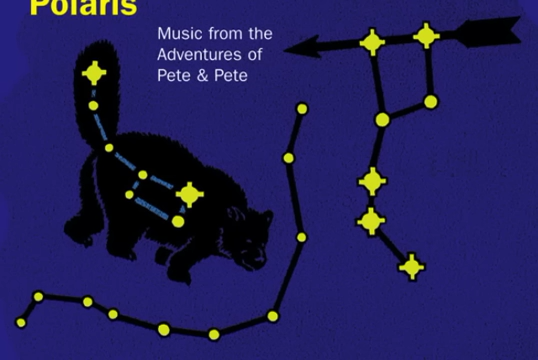 Polaris
Music from the
Adventures of
Pete & Pete